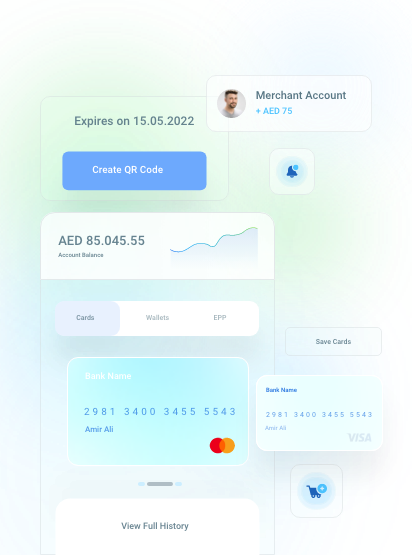 Merchant Account
+ AED 75
Expires on 15.05.2022
Create QR Code
AED 85.045.55
Account Balance
Cards
Wallets
EPP
Save Cards
Bank Name
2981 3400 3455 5543
Amir Ali
Bank Name
2981 3400 3455 5543
Amir Ali
VISA
View Full History